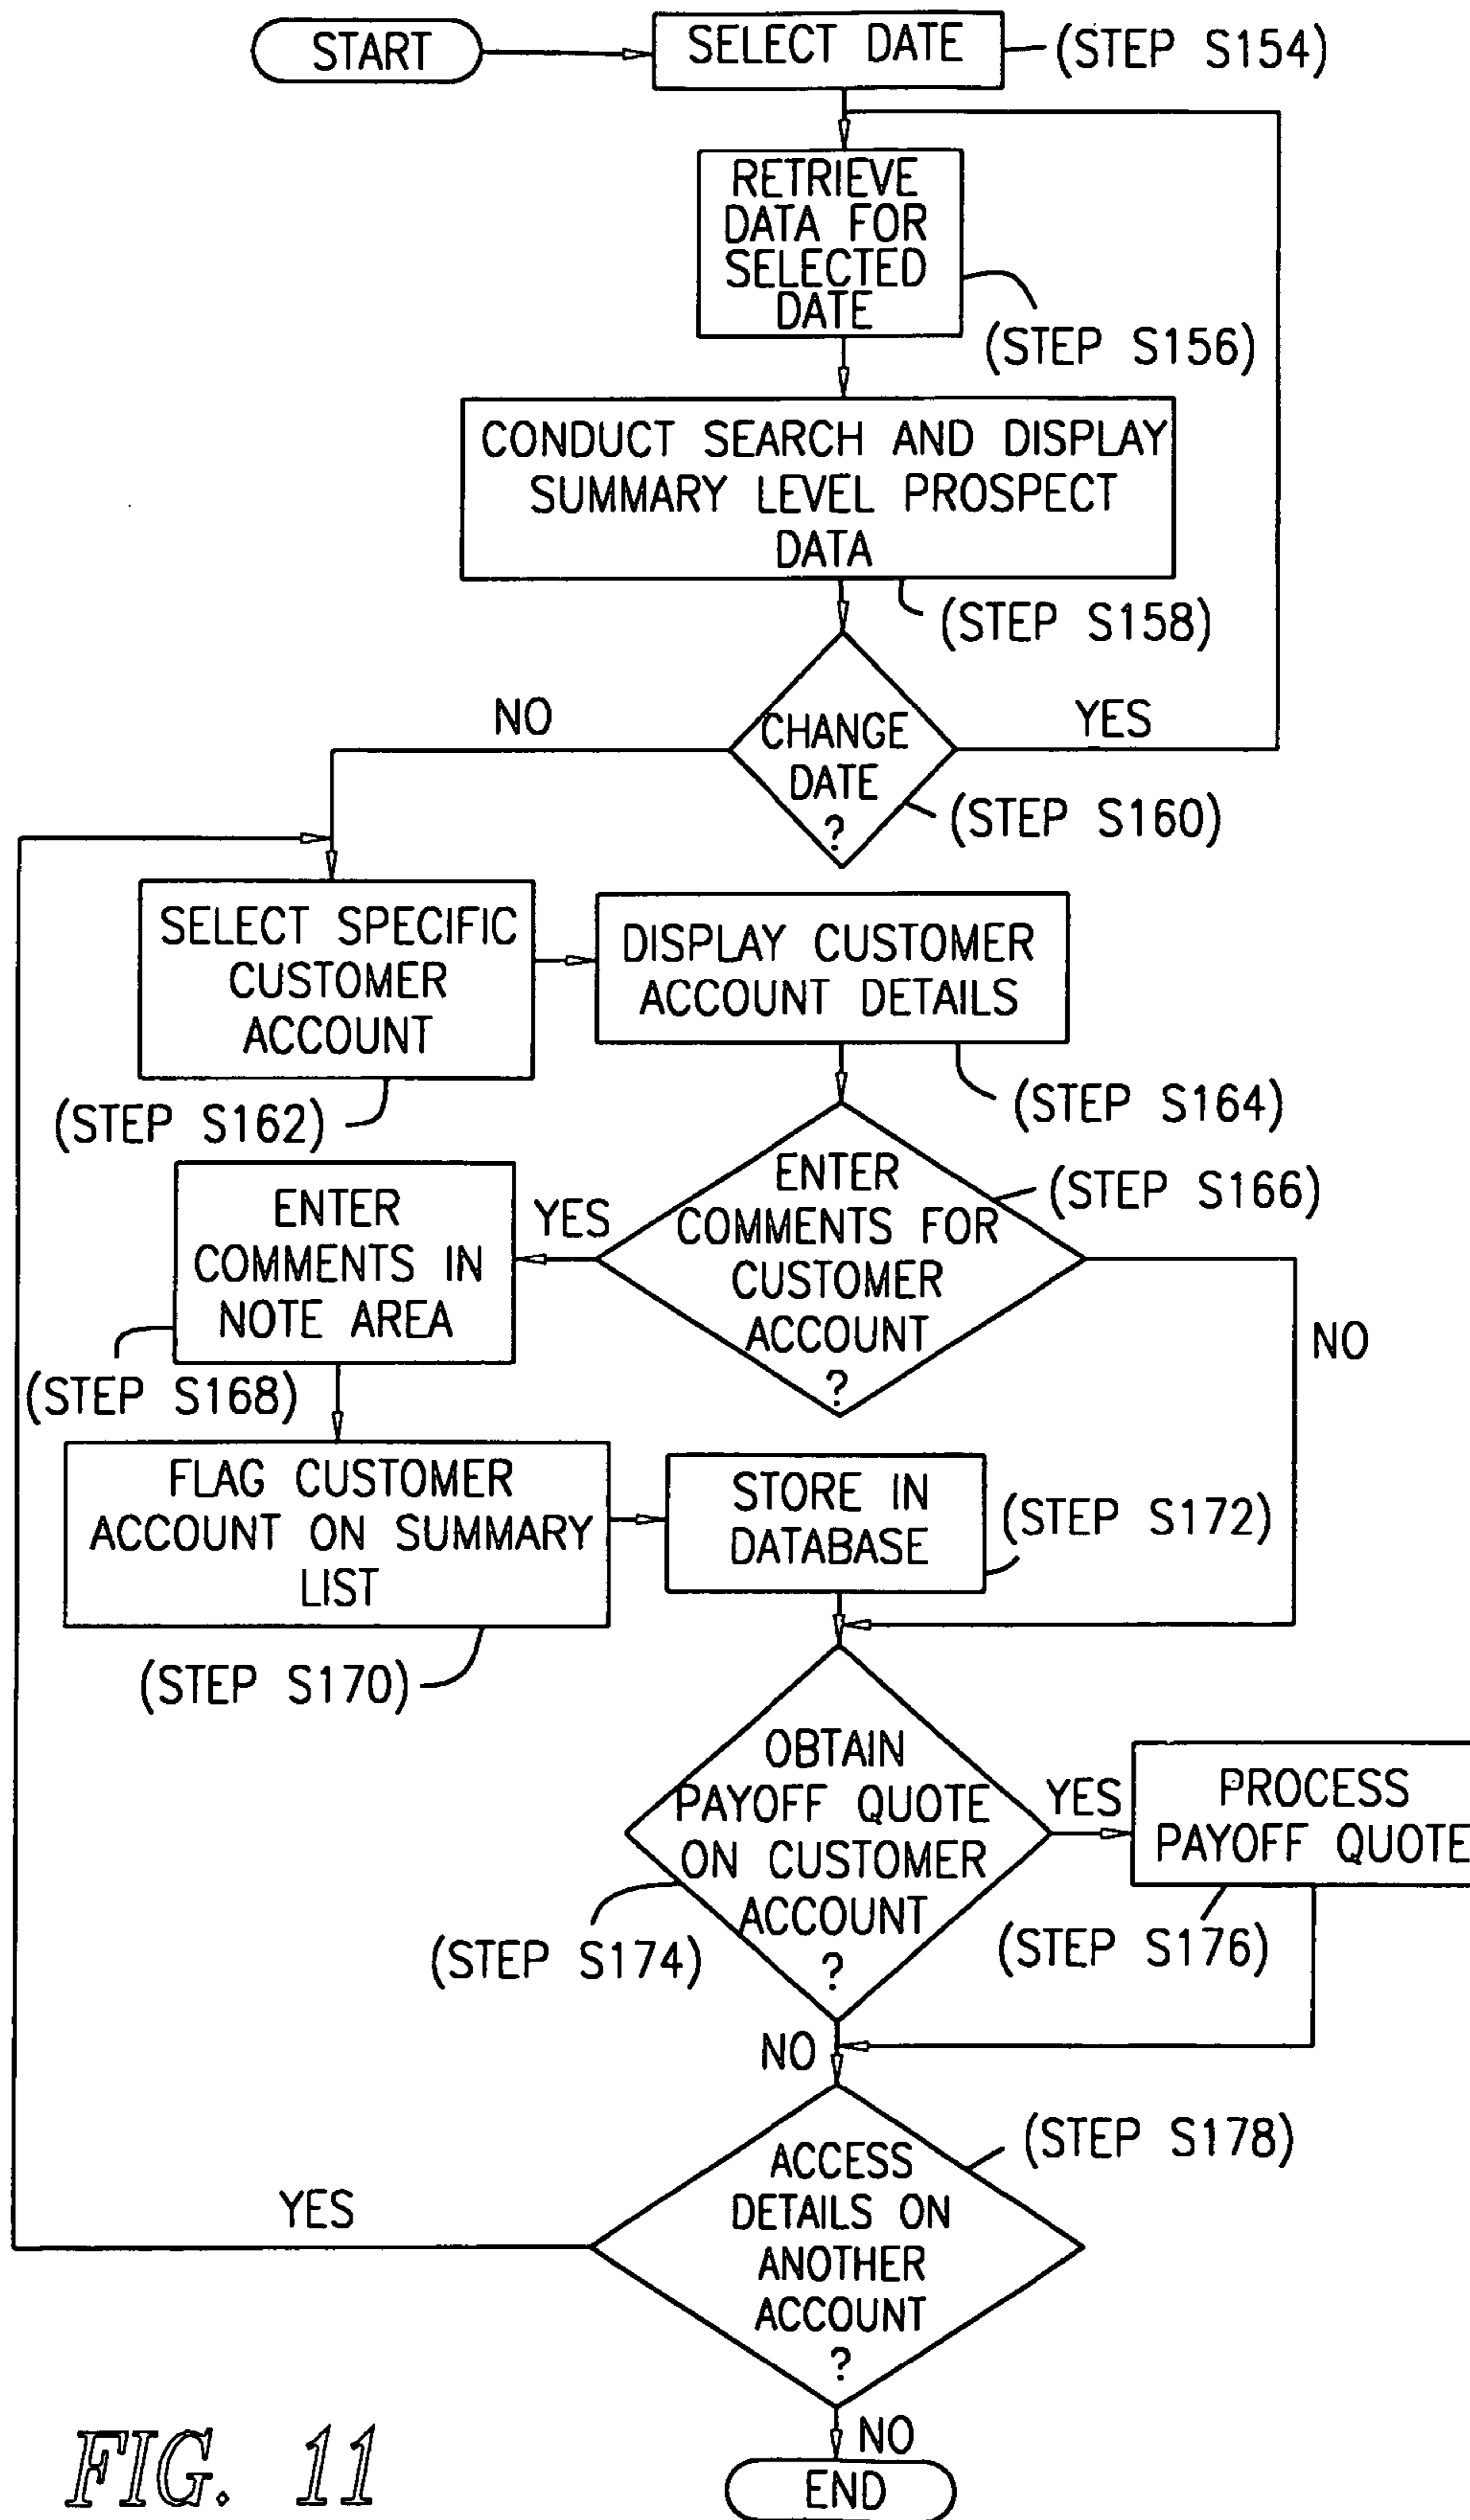 START
SELECT DATE
(STEP S154)
RETRIEVE
DATA FOR
SELECTED
DATE
(STEP S156)
CONDUCT SEARCH AND DISPLAY
SUMMARY LEVEL PROSPECT
DATA
(STEP S158)
NO
CHANGE
DATE
?
YES
(STEP S160)
SELECT SPECIFIC
CUSTOMER
ACCOUNT
(STEP S162)
DISPLAY CUSTOMER
ACCOUNT DETAILS
(STEP S164)
ENTER
COMMENTS FOR
CUSTOMER
ACCOUNT
?
(STEP S166)
YES
NO
ENTER
COMMENTS IN
NOTE AREA
(STEP S168)
FLAG CUSTOMER
ACCOUNT ON SUMMARY
LIST
(STEP S170)
STORE IN
DATABASE
(STEP S172)
OBTAIN
PAYOFF QUOTE
ON CUSTOMER
ACCOUNT
?
(STEP S174)
YES
PROCESS
PAYOFF QUOTE
(STEP S176)
NO
ACCESS
DETAILS ON
ANOTHER
ACCOUNT
?
(STEP S178)
YES
NO
END
FIG. 11